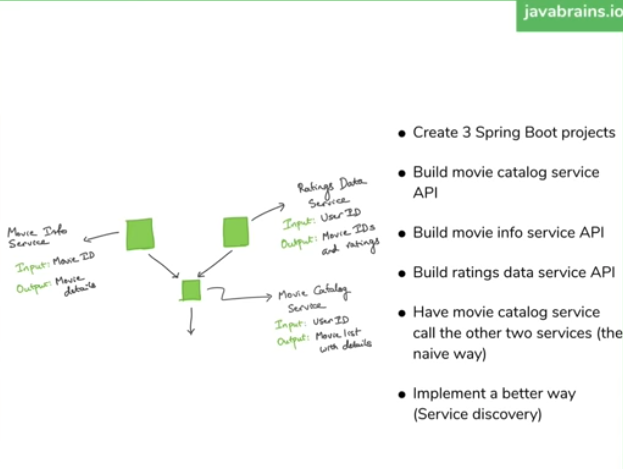 javabrains.io
Movie Info
Service
Input: Movie ID
Output: Movie
details
Ratings Data
Service
Input: User ID
Output: Movie IDs
and ratings
Movie Catalog
Service
Input: User ID
Output: Movie list
with details
● Create 3 Spring Boot projects
● Build movie catalog service
API
● Build movie info service API
● Build ratings data service API
● Have movie catalog service
call the other two services (the
naive way)
● Implement a better way
(Service discovery)